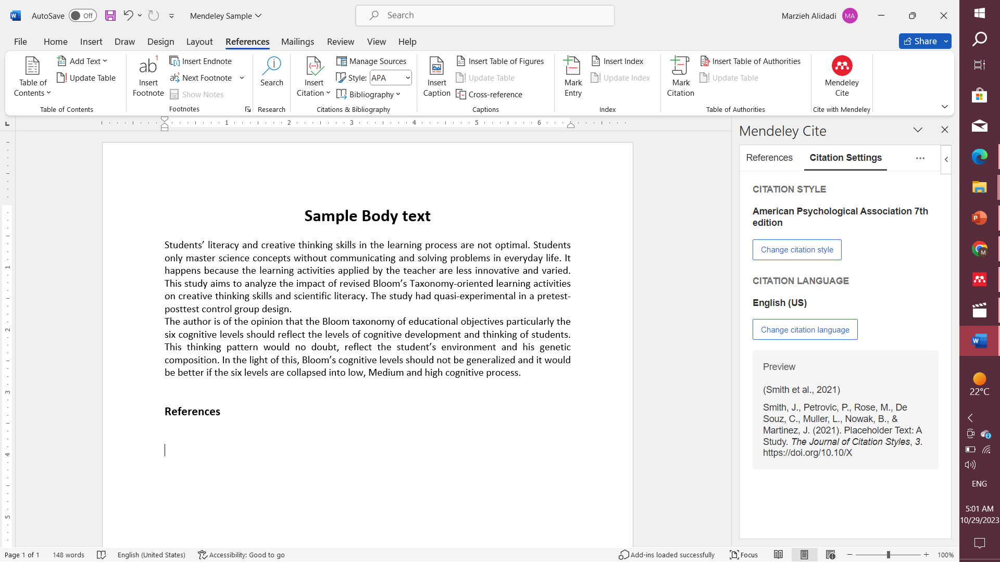 AutoSave Off Mendeley Sample Search Marzieh Alidadi MA
File Home Insert Draw Design Layout References Mailings Review View Help Share
Table of Contents
Add Text
Update Table
Table of Contents
ab 1
Insert Footnote
Insert Endnote
Next Footnote
Show Notes
Footnotes
Search
Research
Insert Citation
Manage Sources
Style: APA
Bibliography
Citations & Bibliography
Insert Caption
Insert Table of Figures
Update Table
Cross-reference
Captions
Mark Entry
Insert Index
Update Index
Index
Mark Citation
Insert Table of Authorities
Update Table
Table of Authorities
Mendeley Cite
Cite with Mendeley
1 2 3 4 5 6
1
2
3
4
5
Sample Body text
Students’ literacy and creative thinking skills in the learning process are not optimal. Students
only master science concepts without communicating and solving problems in everyday life. It
happens because the learning activities applied by the teacher are less innovative and varied.
This study aims to analyze the impact of revised Bloom’s Taxonomy-oriented learning activities
on creative thinking skills and scientific literacy. The study had quasi-experimental in a pretest-
posttest control group design.
The author is of the opinion that the Bloom taxonomy of educational objectives particularly the
six cognitive levels should reflect the levels of cognitive development and thinking of students.
This thinking pattern would no doubt, reflect the student’s environment and his genetic
composition. In the light of this, Bloom’s cognitive levels should not be generalized and it would
be better if the six levels are collapsed into low, Medium and high cognitive process.
References
Mendeley Cite
References Citation Settings
CITATION STYLE
American Psychological Association 7th
edition
Change citation style
CITATION LANGUAGE
English (US)
Change citation language
Preview
(Smith et al., 2021)
Smith, J., Petrovic, P., Rose, M., De
Souz, C., Muller, L., Nowak, B., &
Martinez, J. (2021). Placeholder Text: A
Study. The Journal of Citation Styles, 3.
https://doi.org/10.10/X
Page 1 of 1 148 words English (United States) Accessibility: Good to go Add-ins loaded successfully Focus 100%
22°C
ENG
5:01 AM
10/29/2023